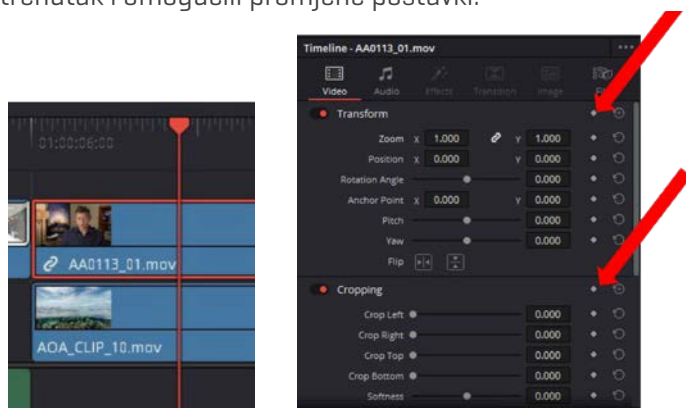 trenutak i omogućili promjene postavki.
01:00:06:00
AA0113_01.mov
AOA_CLIP_10.mov
Timeline - AA0113_01.mov
Video Audio Effects Transition Image
Transform
Zoom X 1.000 Y 1.000
Position X 0.000 Y 0.000
Rotation Angle 0.000
Anchor Point X 0.000 Y 0.000
Pitch 0.000
Yaw 0.000
Flip
Cropping
Crop Left 0.000
Crop Right 0.000
Crop Top 0.000
Crop Bottom 0.000
Softness 0.000